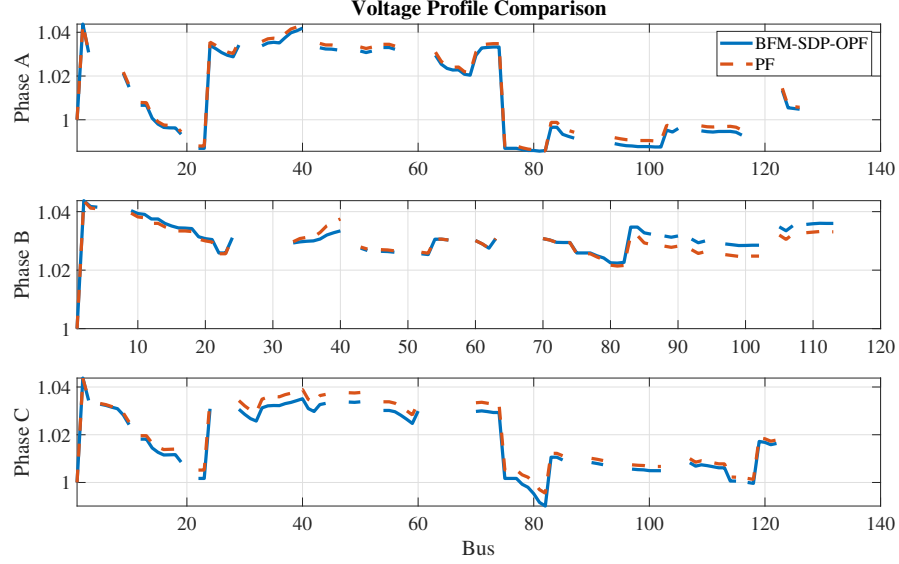 Voltage Profile Comparison
Phase A
1.04
1.02
1
BFM-SDP-OPF
PF
20 40 60 80 100 120 140
Phase B
1.04
1.02
1
10 20 30 40 50 60 70 80 90 100 110 120
Phase C
1.04
1.02
1
20 40 60 80 100 120 140
Bus